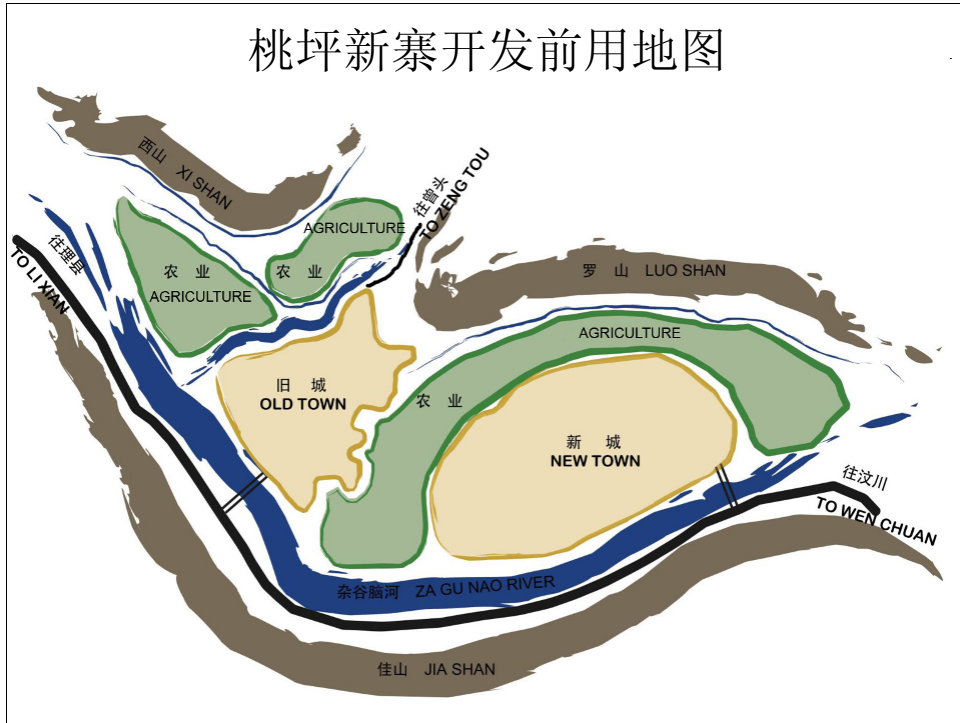 桃坪新寨开发前用地图
西山 XI SHAN
往曾头
TO ZENG TOU
AGRICULTURE
农 业
往理县
TO LI XIAN
农 业
AGRICULTURE
罗 山 LUO SHAN
AGRICULTURE
旧 城
OLD TOWN
农 业
新 城
NEW TOWN
往汶川
TO WEN CHUAN
杂谷脑河 ZA GU NAO RIVER
佳山 JIA SHAN